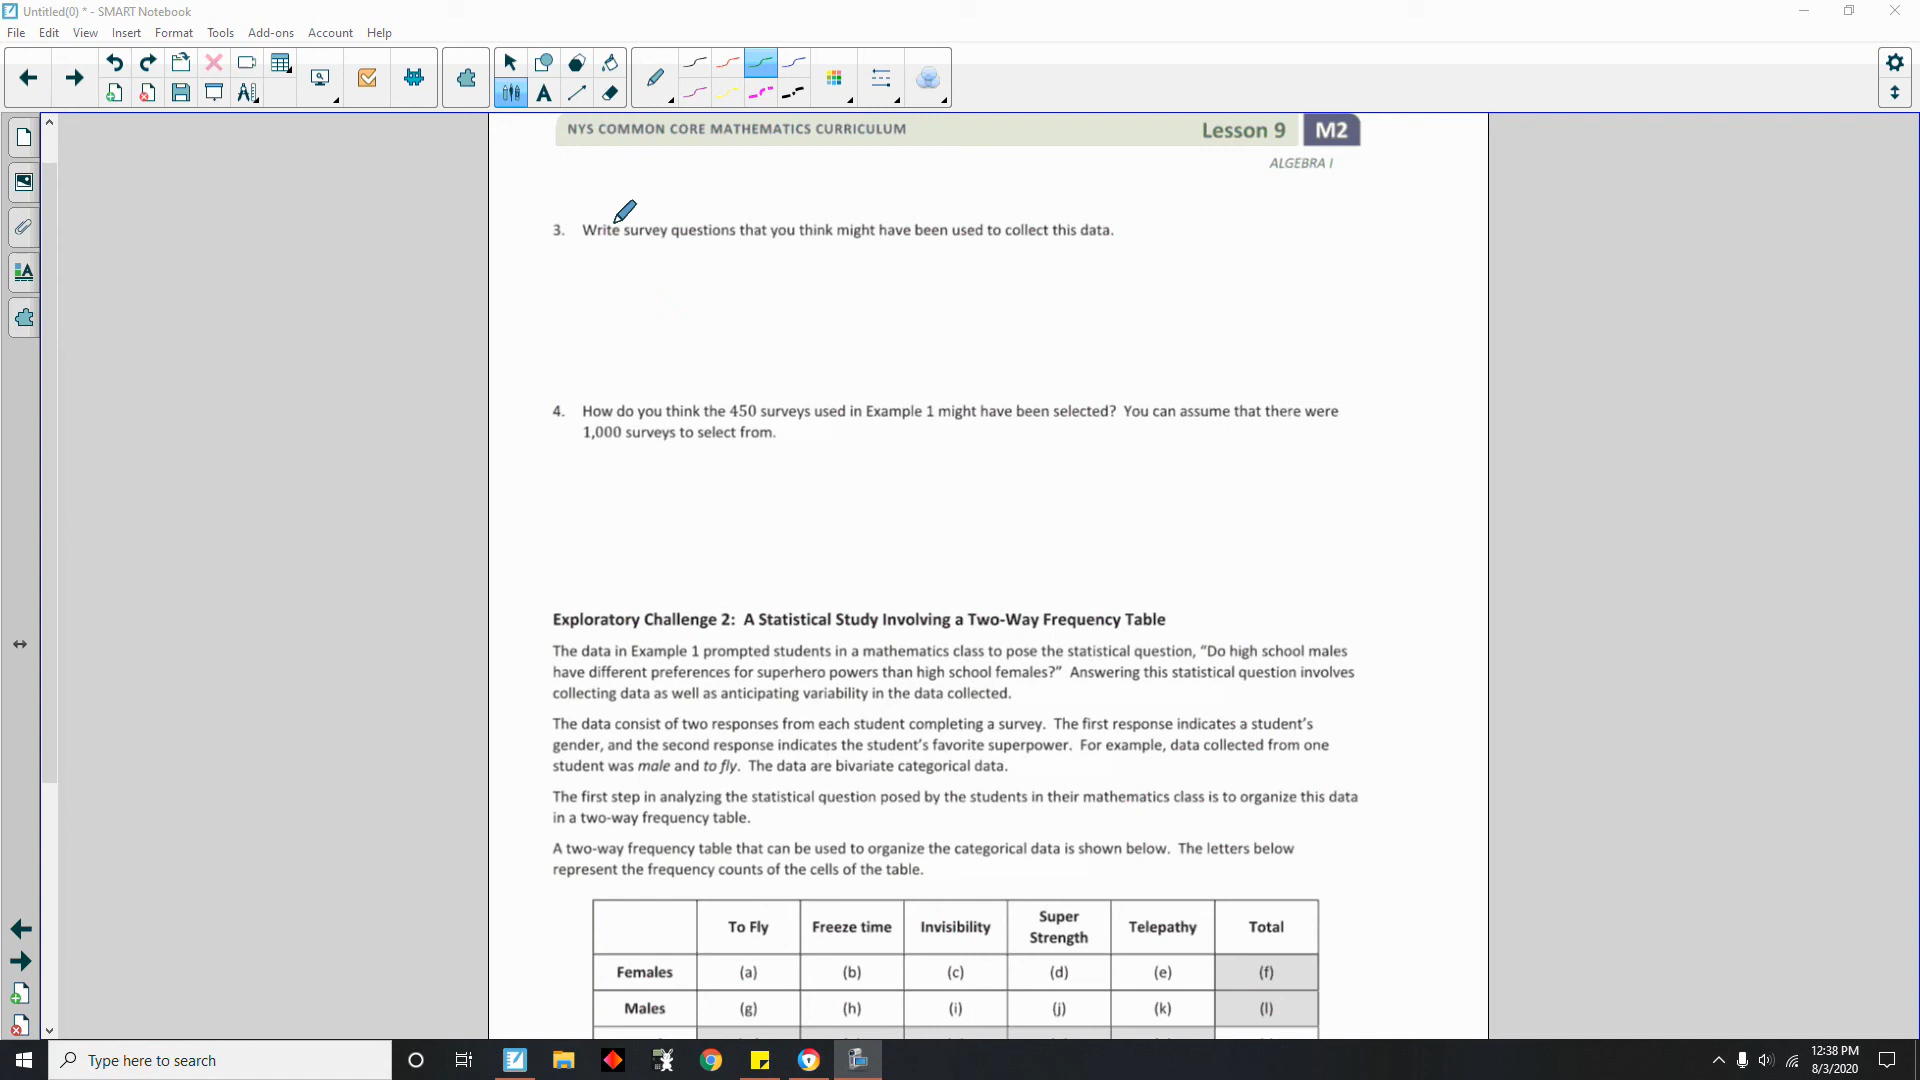 Untitled(0) * - SMART Notebook
File Edit View Insert Format Tools Add-ons Account Help
NYS COMMON CORE MATHEMATICS CURRICULUM Lesson 9 M2
ALGEBRA I
3. Write survey questions that you think might have been used to collect this data.
4. How do you think the 450 surveys used in Example 1 might have been selected? You can assume that there were
1,000 surveys to select from.
Exploratory Challenge 2: A Statistical Study Involving a Two-Way Frequency Table
The data in Example 1 prompted students in a mathematics class to pose the statistical question, “Do high school males
have different preferences for superhero powers than high school females?” Answering this statistical question involves
collecting data as well as anticipating variability in the data collected.
The data consist of two responses from each student completing a survey. The first response indicates a student’s
gender, and the second response indicates the student’s favorite superpower. For example, data collected from one
student was male and to fly. The data are bivariate categorical data.
The first step in analyzing the statistical question posed by the students in their mathematics class is to organize this data
in a two-way frequency table.
A two-way frequency table that can be used to organize the categorical data is shown below. The letters below
represent the frequency counts of the cells of the table.
To Fly Freeze time Invisibility Super Strength Telepathy Total
Females (a) (b) (c) (d) (e) (f)
Males (g) (h) (i) (j) (k) (l)
Type here to search
12:38 PM
8/3/2020